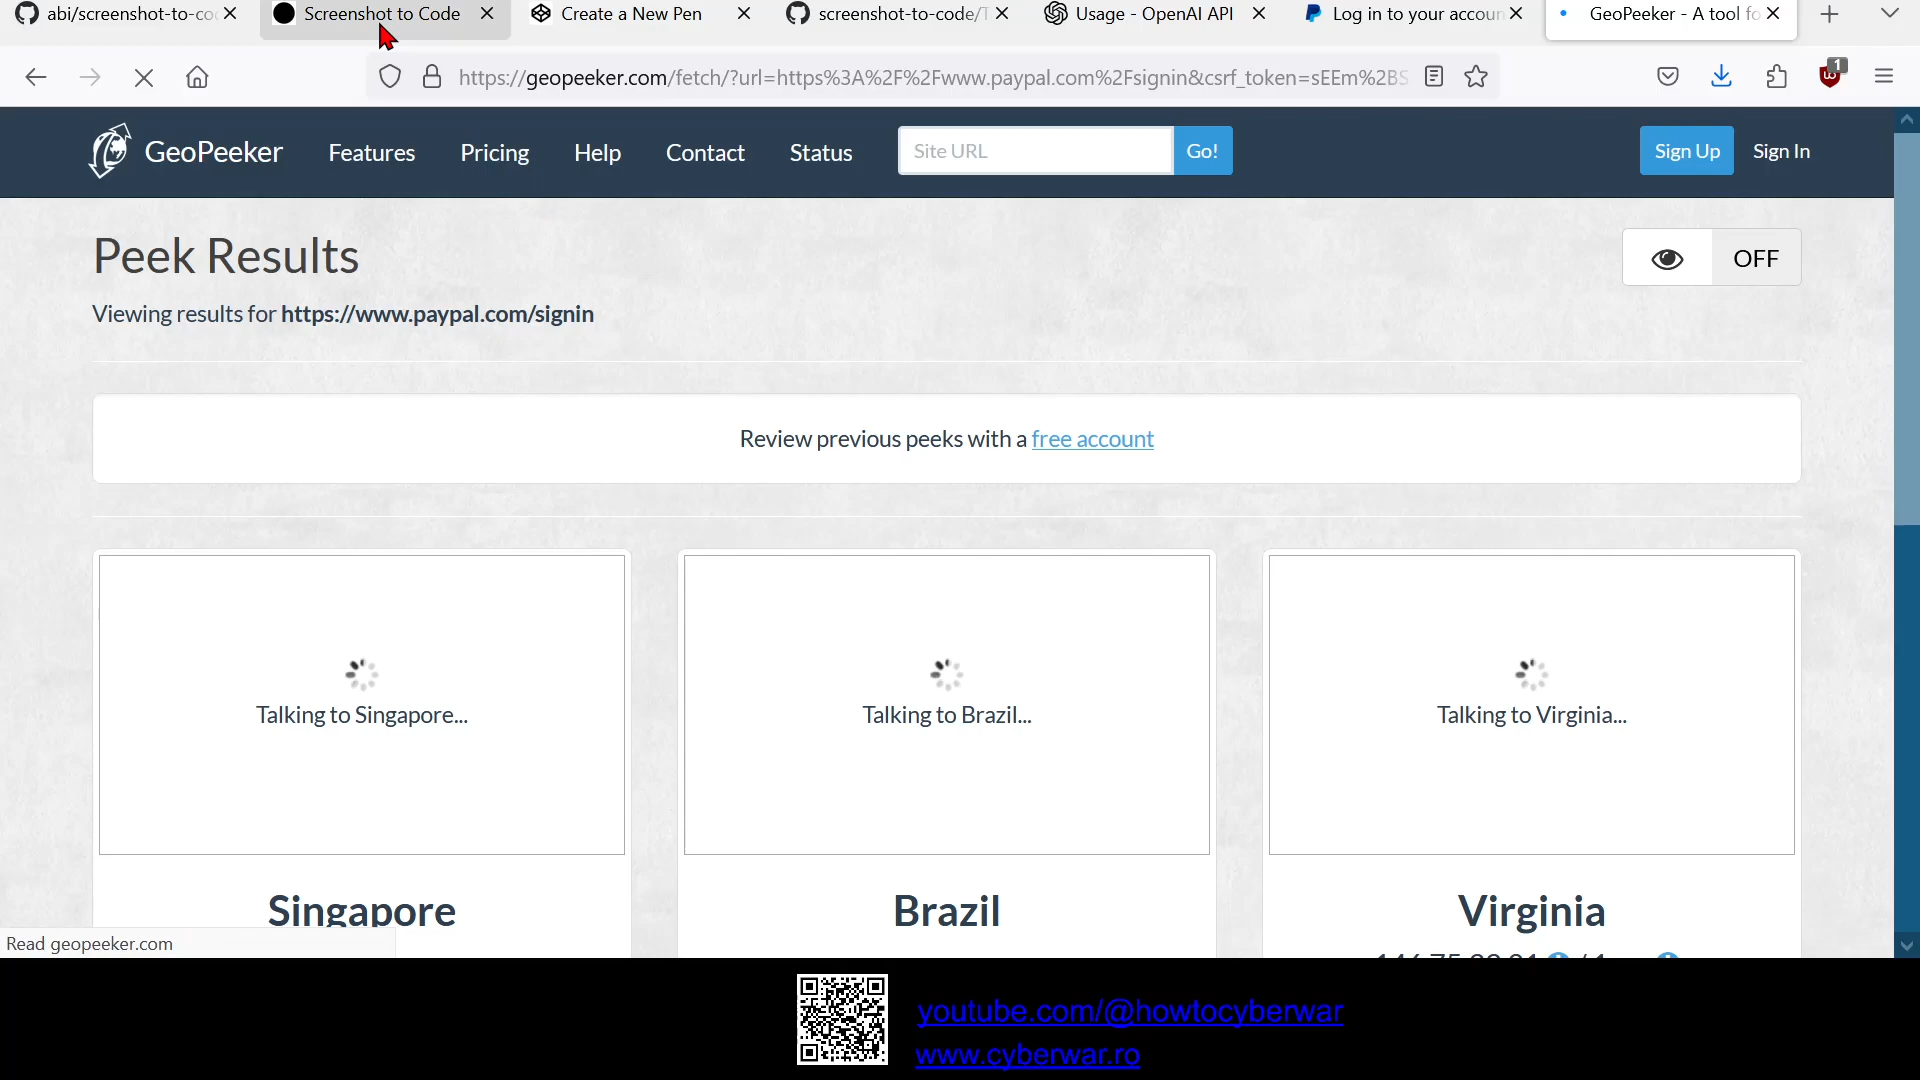 abi/screenshot-to-co
Screenshot to Code
Create a New Pen
screenshot-to-code/
Usage - OpenAI API
Log in to your accoun
GeoPeeker - A tool fo
https://geopeeker.com/fetch/?url=https%3A%2F%2Fwww.paypal.com%2Fsignin&csrf_token=sEEm%2BS
1
GeoPeeker
Features
Pricing
Help
Contact
Status
Site URL
Go!
Sign Up
Sign In
Peek Results
OFF
Viewing results for https://www.paypal.com/signin
Review previous peeks with a free account
Talking to Singapore...
Talking to Brazil...
Talking to Virginia...
Singapore
Brazil
Virginia
Read geopeeker.com
youtube.com/@howtocyberwar
www.cyberwar.ro